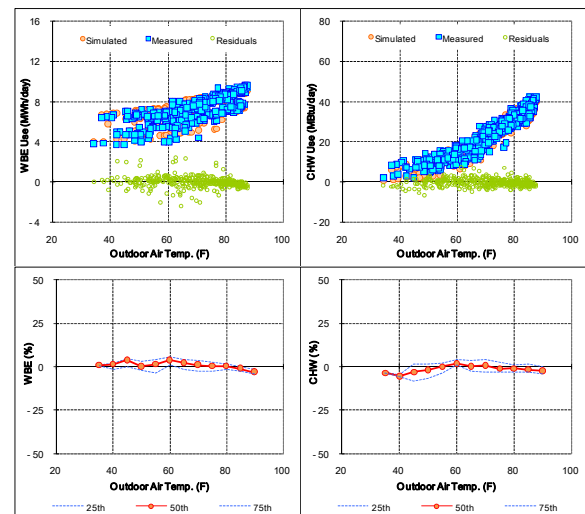 16
12
8
4
0
- 4
WBE Use (MWh/day)
Simulated Measured Residuals
20 40 60 80 100
Outdoor Air Temp. (F)
80
60
40
20
0
- 20
CHW Use (MBtu/day)
Simulated Measured Residuals
20 40 60 80 100
Outdoor Air Temp. (F)
50
25
0
- 25
- 50
WBE (%)
20 40 60 80 100
Outdoor Air Temp. (F)
25th 50th 75th
50
25
0
- 25
- 50
CHW (%)
20 40 60 80 100
Outdoor Air Temp. (F)
25th 50th 75th